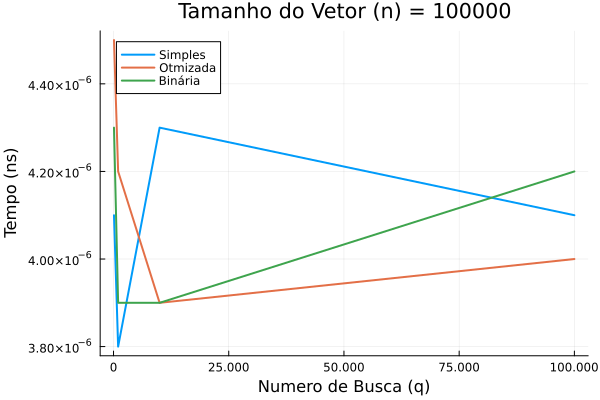 Tamanho do Vetor (n) = 100000
Simples
Otmizada
Binária
4.40×10⁻⁶
4.20×10⁻⁶
4.00×10⁻⁶
3.80×10⁻⁶
Tempo (ns)
0
25.000
50.000
75.000
100.000
Numero de Busca (q)